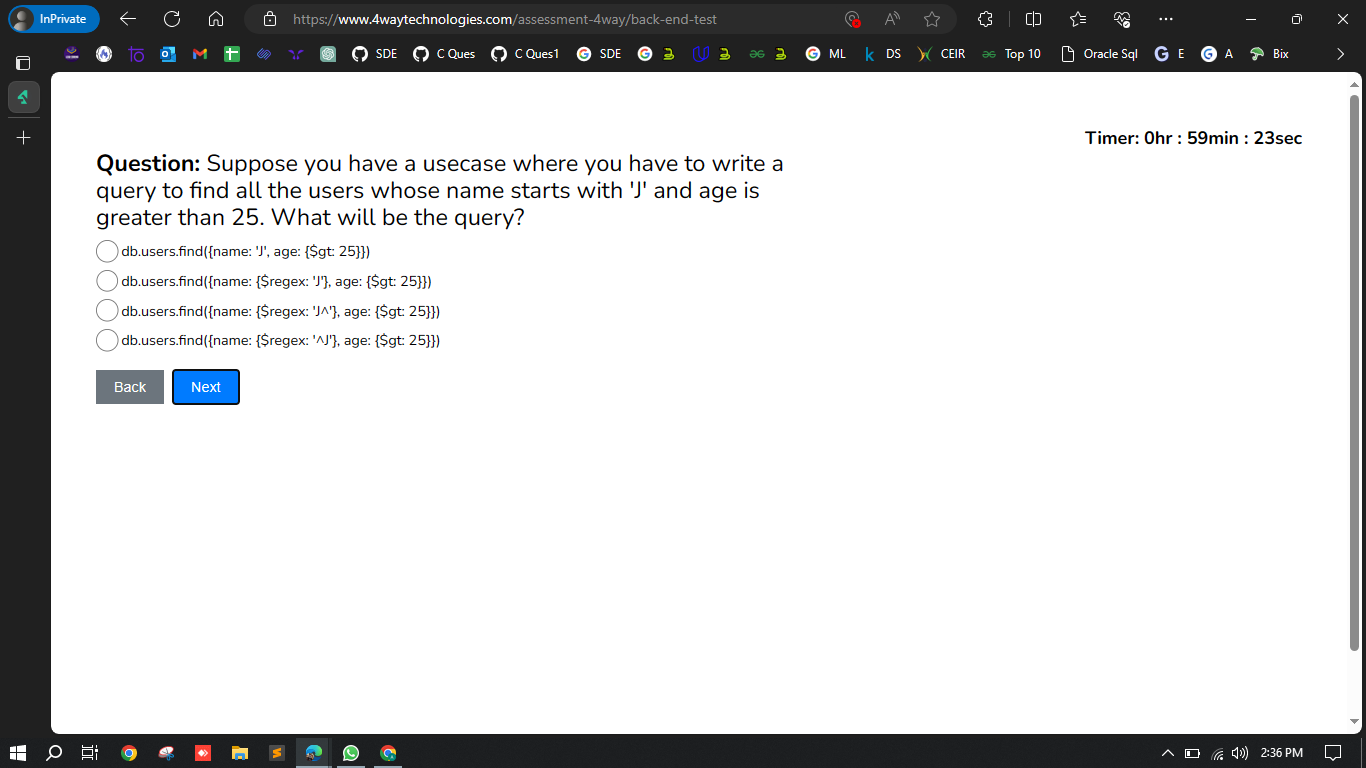 InPrivate
https://www.4waytechnologies.com/assessment-4way/back-end-test
SDE
C Ques
C Ques1
SDE
ML
DS
CEIR
Top 10
Oracle Sql
E
A
Bix
Timer: 0hr : 59min : 23sec
Question: Suppose you have a usecase where you have to write a
query to find all the users whose name starts with 'J' and age is
greater than 25. What will be the query?
db.users.find({name: 'J', age: {$gt: 25}})
db.users.find({name: {$regex: 'J'}, age: {$gt: 25}})
db.users.find({name: {$regex: 'J^'}, age: {$gt: 25}})
db.users.find({name: {$regex: '^J'}, age: {$gt: 25}})
Back
Next
2:36 PM